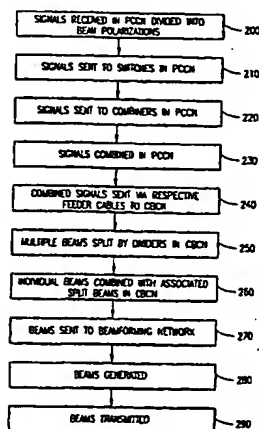 SIGNALS RECEIVED IN PCCN DIVIDED INTO
BEAM POLARIZATIONS
200
SIGNALS SENT TO SWITCHES IN PCCN
210
SIGNALS SENT TO COMBINERS IN PCCN
220
SIGNALS COMBINED IN PCCN
230
COMBINED SIGNALS SENT VIA RESPECTIVE
FEEDER CABLES TO CBCN
240
MULTIPLE BEAMS SPLIT BY DIVIDERS IN CBCN
250
INDIVIDUAL BEAMS COMBINED WITH ASSOCIATED
SPLIT BEAMS IN CBCN
260
BEAMS SENT TO BEAMFORMING NETWORK
270
BEAMS GENERATED
280
BEAMS TRANSMITTED
290